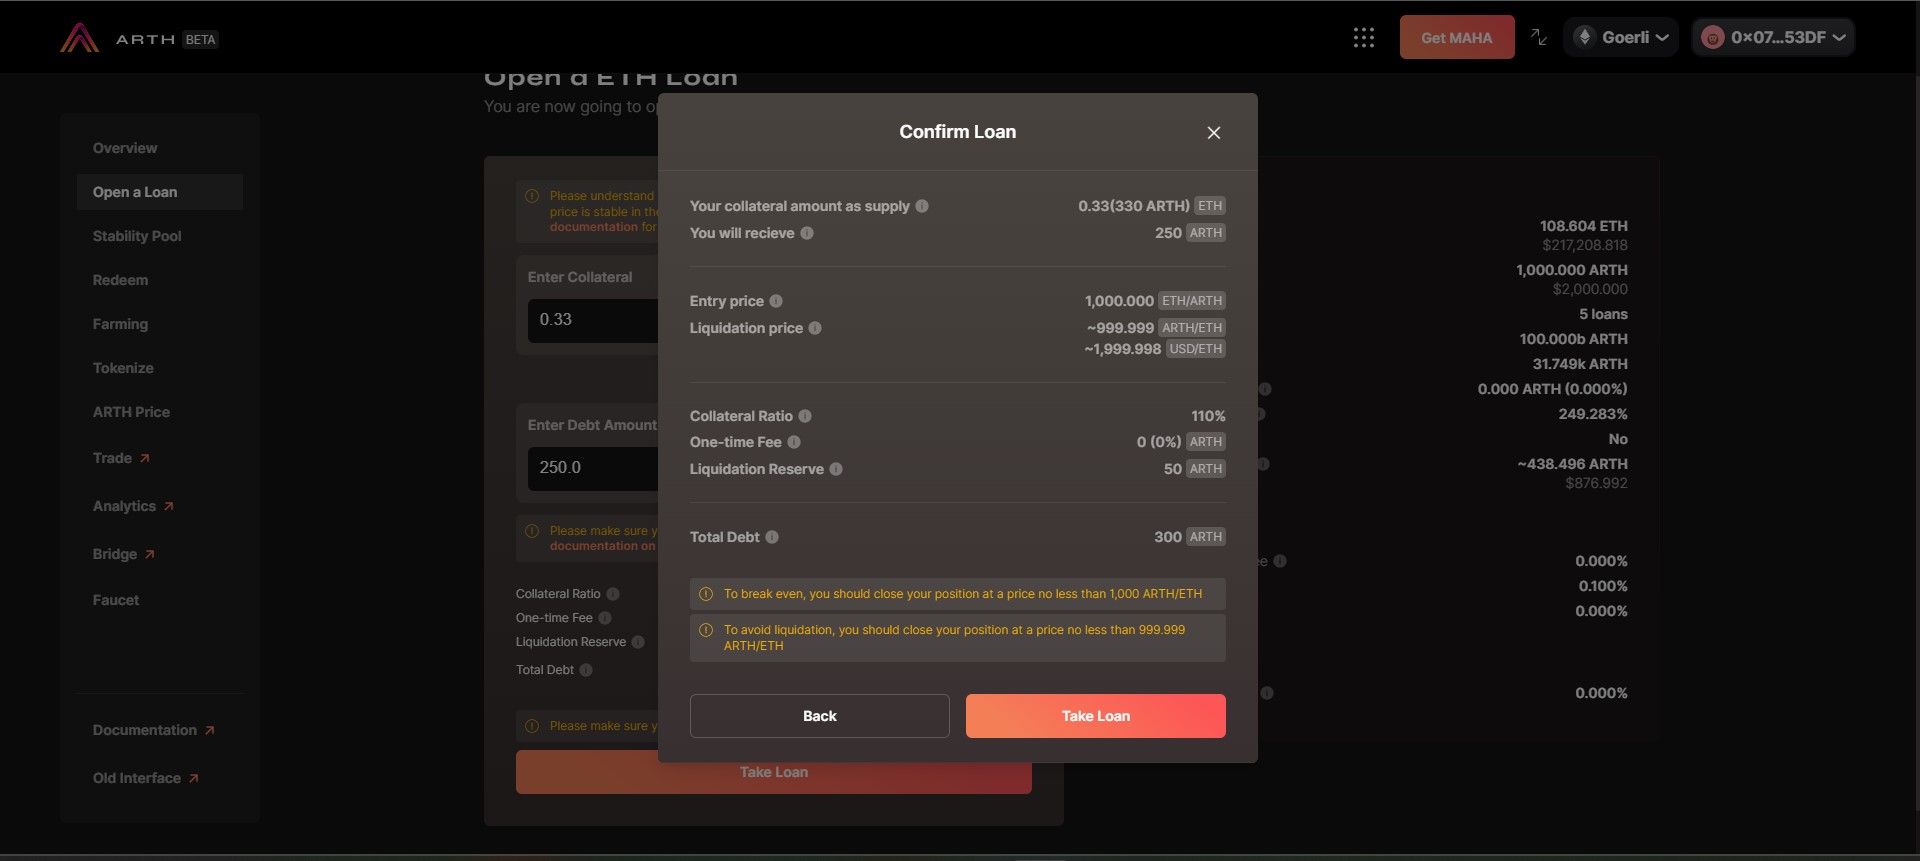 ARTH BETA
Get MAHA
Goerli
0×07...53DF
Open a ETH Loan
You are now going to
Overview
Open a Loan
Stability Pool
Redeem
Farming
Tokenize
ARTH Price
Trade
Analytics
Bridge
Faucet
Documentation
Old Interface
Please understand
price is stable in
documentation for
Enter Collateral
0.33
Enter Debt Amount
250.0
Please make sure
documentation on
Collateral Ratio
One-time Fee
Liquidation Reserve
Total Debt
Please make sure
Take Loan
Confirm Loan
Your collateral amount as supply 0.33(330 ARTH) ETH
You will recieve 250 ARTH
Entry price 1,000.000 ETH/ARTH
Liquidation price ~999.999 ARTH/ETH
~1,999.998 USD/ETH
Collateral Ratio 110%
One-time Fee 0 (0%) ARTH
Liquidation Reserve 50 ARTH
Total Debt 300 ARTH
To break even, you should close your position at a price no less than 1,000 ARTH/ETH
To avoid liquidation, you should close your position at a price no less than 999.999
ARTH/ETH
Back
Take Loan
108.604 ETH
$217,208.818
1,000.000 ARTH
$2,000.000
5 loans
100.000b ARTH
31.749k ARTH
0.000 ARTH (0.000%)
249.283%
No
~438.496 ARTH
$876.992
0.000%
0.100%
0.000%
0.000%